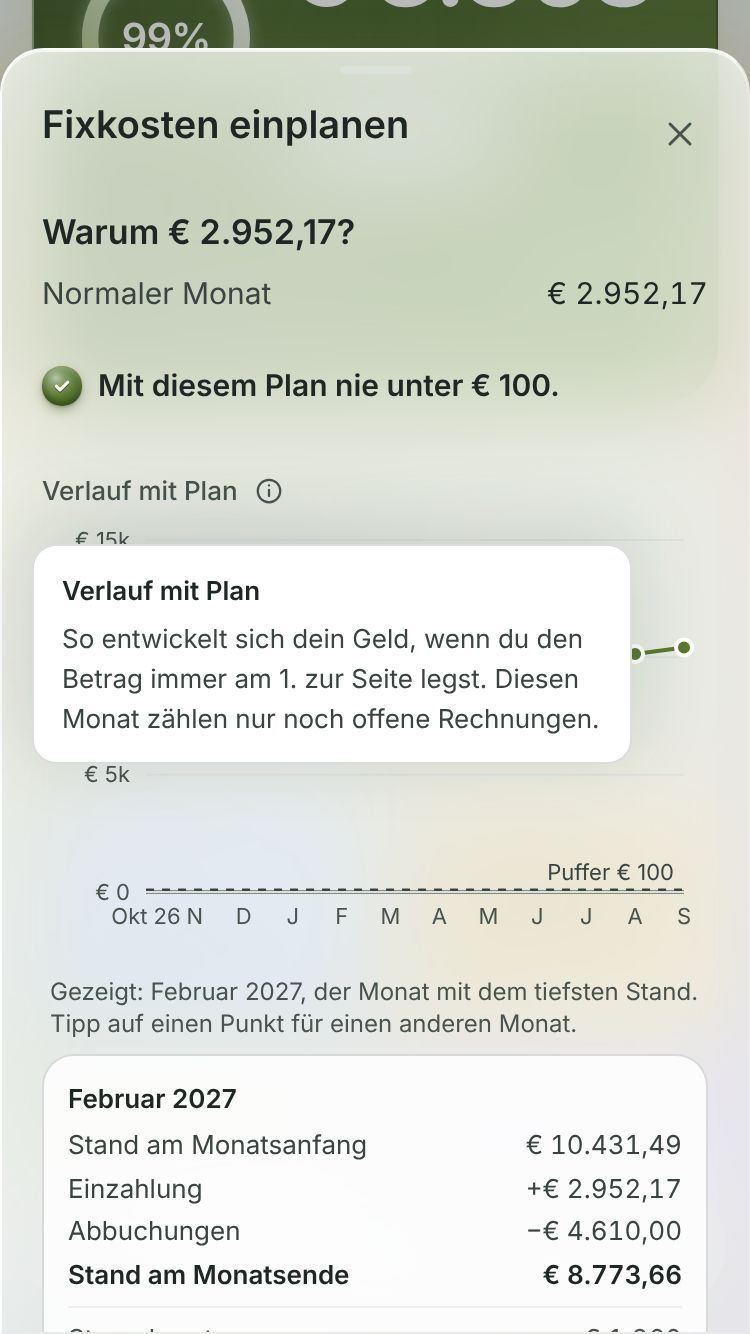 99%
Fixkosten einplanen
Warum € 2.952,17?
Normaler Monat € 2.952,17
Mit diesem Plan nie unter € 100.
Verlauf mit Plan
€ 15k
Verlauf mit Plan
So entwickelt sich dein Geld, wenn du den
Betrag immer am 1. zur Seite legst. Diesen
Monat zählen nur noch offene Rechnungen.
€ 5k
Puffer € 100
€ 0
Okt 26 N D J F M A M J J A S
Gezeigt: Februar 2027, der Monat mit dem tiefsten Stand.
Tipp auf einen Punkt für einen anderen Monat.
Februar 2027
Stand am Monatsanfang € 10.431,49
Einzahlung +€ 2.952,17
Abbuchungen −€ 4.610,00
Stand am Monatsende € 8.773,66